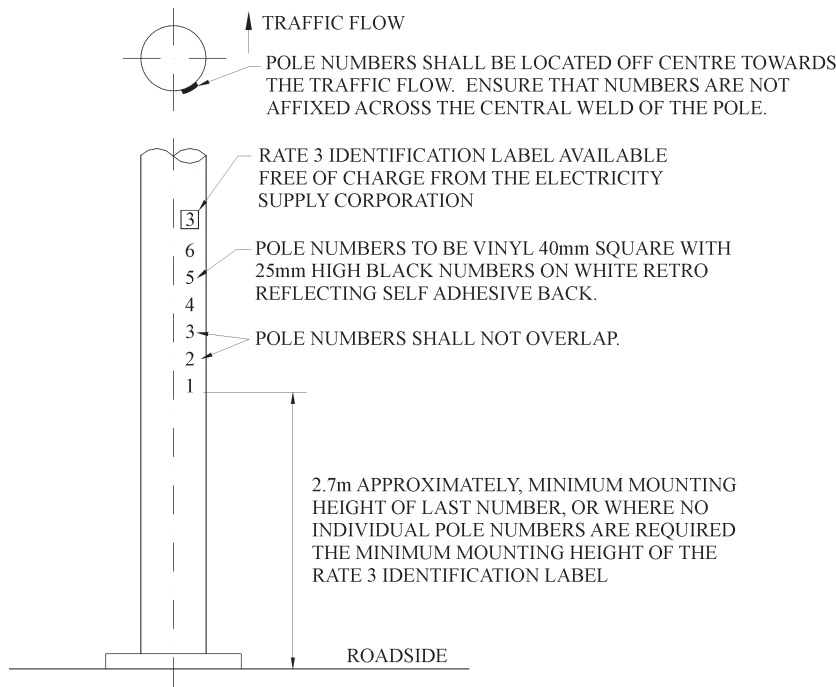 TRAFFIC FLOW
POLE NUMBERS SHALL BE LOCATED OFF CENTRE TOWARDS
THE TRAFFIC FLOW. ENSURE THAT NUMBERS ARE NOT
AFFIXED ACROSS THE CENTRAL WELD OF THE POLE.
RATE 3 IDENTIFICATION LABEL AVAILABLE
FREE OF CHARGE FROM THE ELECTRICITY
SUPPLY CORPORATION
3
6
5
4
3
2
1
POLE NUMBERS TO BE VINYL 40mm SQUARE WITH
25mm HIGH BLACK NUMBERS ON WHITE RETRO
REFLECTING SELF ADHESIVE BACK.
POLE NUMBERS SHALL NOT OVERLAP.
2.7m APPROXIMATELY, MINIMUM MOUNTING
HEIGHT OF LAST NUMBER, OR WHERE NO
INDIVIDUAL POLE NUMBERS ARE REQUIRED
THE MINIMUM MOUNTING HEIGHT OF THE
RATE 3 IDENTIFICATION LABEL
ROADSIDE